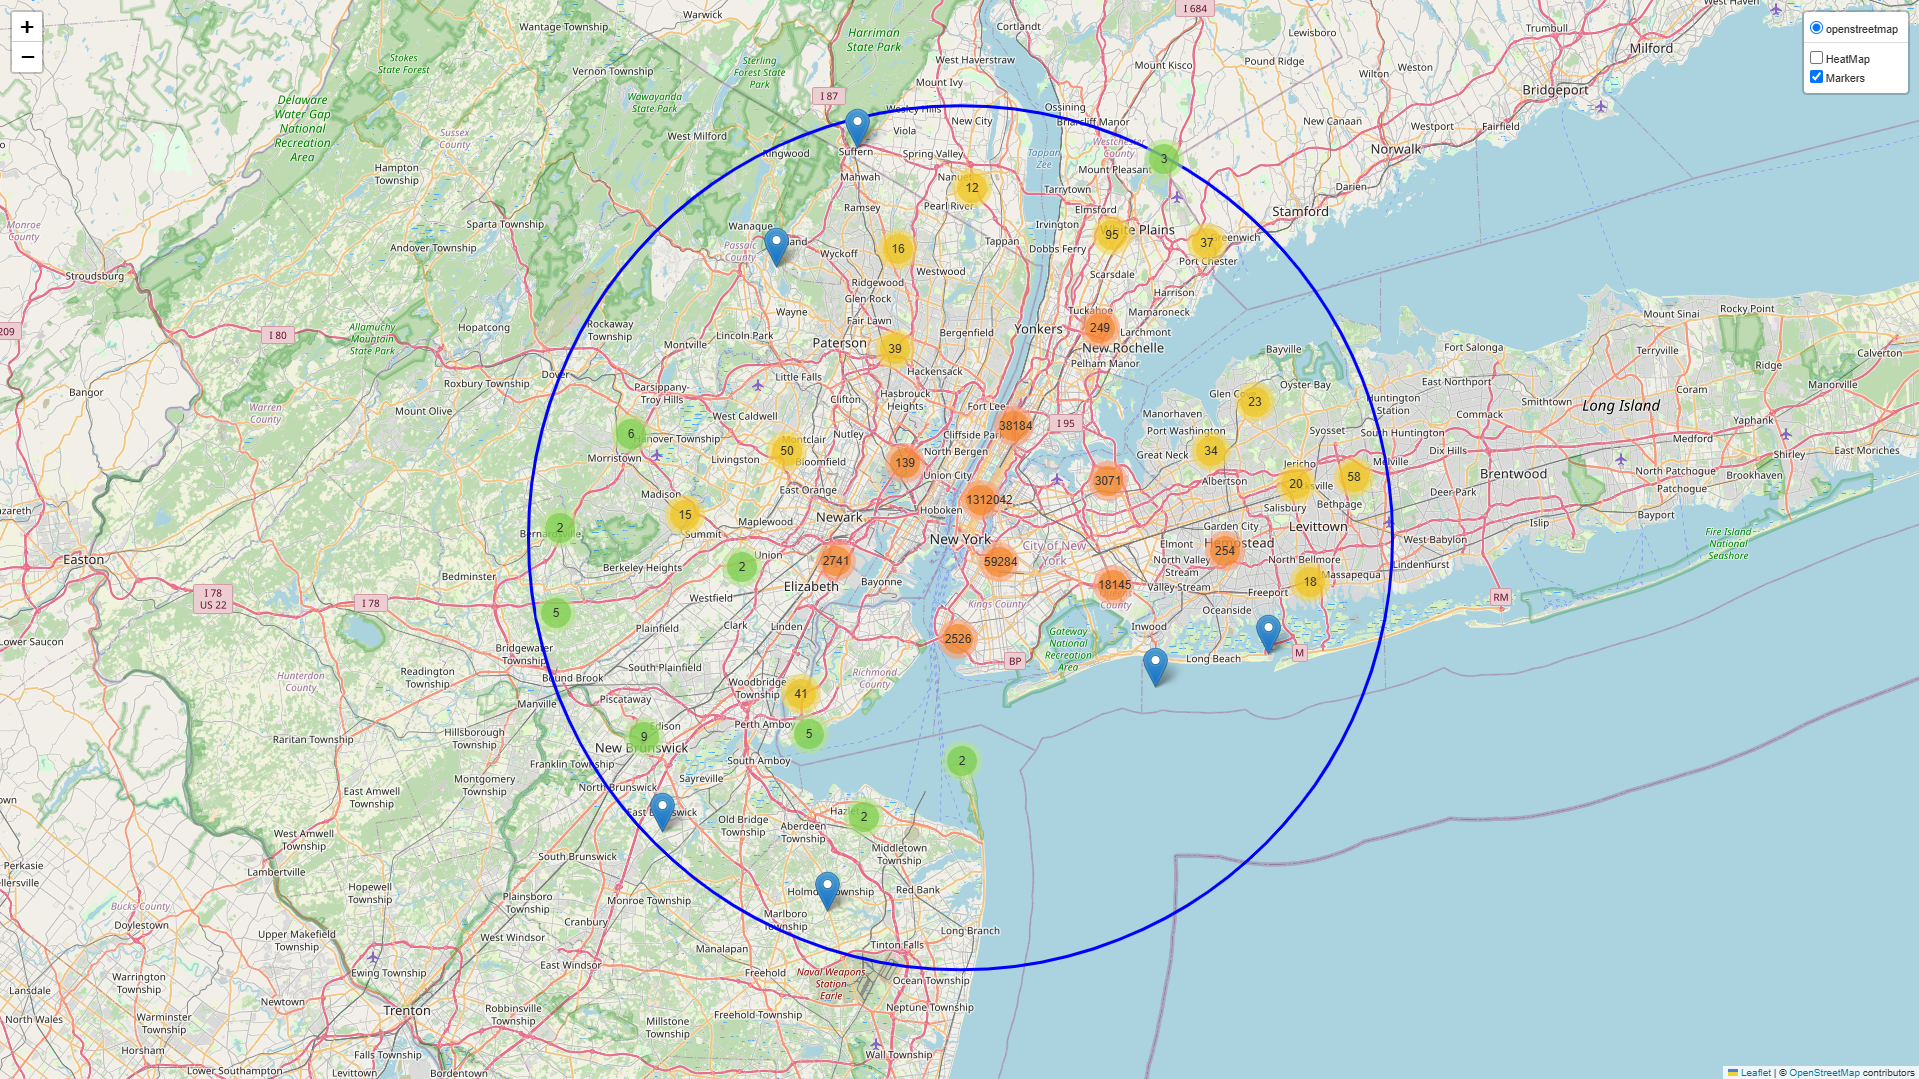 +
−
openstreetmap
HeatMap
Markers
Warwick
Wantage Township
Harriman
State Park
Cortlandt
I 684
West Haven
Trumbull
Milford
Lewisboro
Stokes
State Forest
Sterling
Forest State
Park
Vernon Township
West Haverstraw
Mount Kisco
Pound Ridge
Weston
Wilton
Mount Ivy
Bridgeport
Delaware
Water Gap
National
Recreation
Area
I 87
Wawayanda
State Park
Wesley Hills
Ossining
Briarcliff Manor
New City
New Canaan
Westport
Fairfield
Sussex
County
West Milford
Viola
Ringwood
Suffern
Spring Valley
Tappan
Zee
Westchester
County
3
Norwalk
Hampton
Township
Mahwah
Mount Pleasant
12
Tarrytown
Darien
Ramsey
Pearl River
Elmsford
Stamford
Monroe
County
Sparta Township
Wanaque
Irvington
95
White Plains
37
Andover Township
Passaic
County
Wyckoff
16
Tappan
Dobbs Ferry
Port Chester
Stroudsburg
Westwood
Scarsdale
Ridgewood
Glen Rock
Harrison
209
I 80
Allamuchy
Mountain
State Park
Hopatcong
Rockaway
Township
Wayne
Fair Lawn
Tuckahoe
Mamaroneck
Mount Sinai
Rocky Point
Lincoln Park
Bergenfield
Yonkers
249
Larchmont
Montville
Paterson
39
New Rochelle
Bayville
Fort Salonga
Terryville
Calverton
Pelham Manor
Ridge
Roxbury Township
Dover
Parsippany-
Troy Hills
Little Falls
Hackensack
Oyster Bay
East Northport
Manorville
Bangor
Clifton
Hasbrouck
Heights
Glen Co
23
Huntington
Station
Smithtown
Coram
Long Island
Warren
County
Mount Olive
West Caldwell
Fort Lee
Manorhaven
Commack
Yaphank
38184
I 95
6
Hanover Township
Nutley
Cliffside Park
Port Washington
Syosset
South Huntington
Medford
Montclair
50
North Bergen
34
Dix Hills
Shirley
East Moriches
Morristown
Livingston
Bloomfield
139
Great Neck
Jericho
Melville
Union City
3071
Albertson
20
58
Brentwood
North Patchogue
Brookhaven
Madison
East Orange
1312042
Deer Park
Patchogue
Hoboken
Salisbury
Bethpage
15
Newark
Bayport
2
Maplewood
Garden City
Levittown
Islip
Summit
New York
West Babylon
Fire Island
National
Seashore
Easton
Union
City of New
York
Elmont
Hempstead
254
Berkeley Heights
2
2741
59284
North Valley
Stream
North Bellmore
Lindenhurst
Bedminster
Elizabeth
Bayonne
18145
Valley Stream
18
Massapequa
I 78
US 22
I 78
Westfield
Kings County
County
Freeport
RM
5
Oceanside
Plainfield
Clark
Linden
Inwood
Lower Saucon
2526
Gateway
National
Recreation
Area
Bridgewater
Township
BP
Long Beach
M
Readington
Township
South Plainfield
Hunterdon
County
Bound Brook
Woodbridge
Township
Richmond
County
Manville
Piscataway
41
Raritan Township
Hillsborough
Township
9
Edison
Perth Amboy
5
New Brunswick
Franklin Township
South Amboy
2
Montgomery
Township
Sayreville
North Brunswick
East Amwell
Township
East Brunswick
Old Bridge
Township
Hazlet
2
Aberdeen
Township
West Amwell
Township
Middletown
Township
South Brunswick
Perkasie
Lambertville
Hopewell
Township
Holmdel Township
Red Bank
Plainsboro
Township
Monroe Township
Bucks County
Doylestown
Marlboro
Township
Cranbury
Long Branch
Upper Makefield
Township
West Windsor
Manalapan
Tinton Falls
Ewing Township
East Windsor
Freehold
Naval Weapons
Station
Earle
Warrington
Township
Lansdale
Ocean Township
Newtown
Trenton
Robbinsville
Township
Freehold Township
Neptune Township
North Wales
Warminster
Township
Millstone
Township
Horsham
Falls Township
Wall Township
Lower Southampton
Levittown
Bordentown
Leaflet | © OpenStreetMap contributors